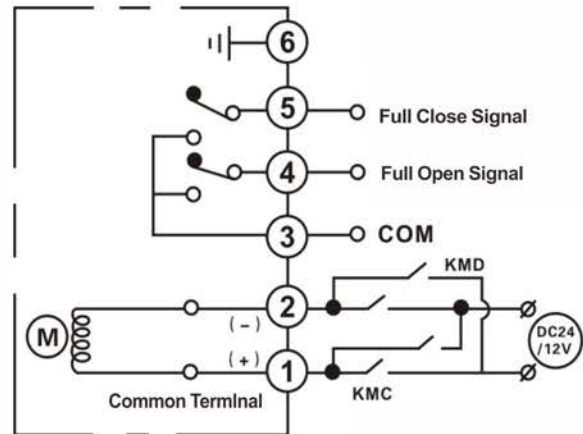 6
5
Full Close Signal
4
Full Open Signal
3
COM
KMD
2
(-)
M
DC24
/12V
(+)
1
Common TermInal
KMC